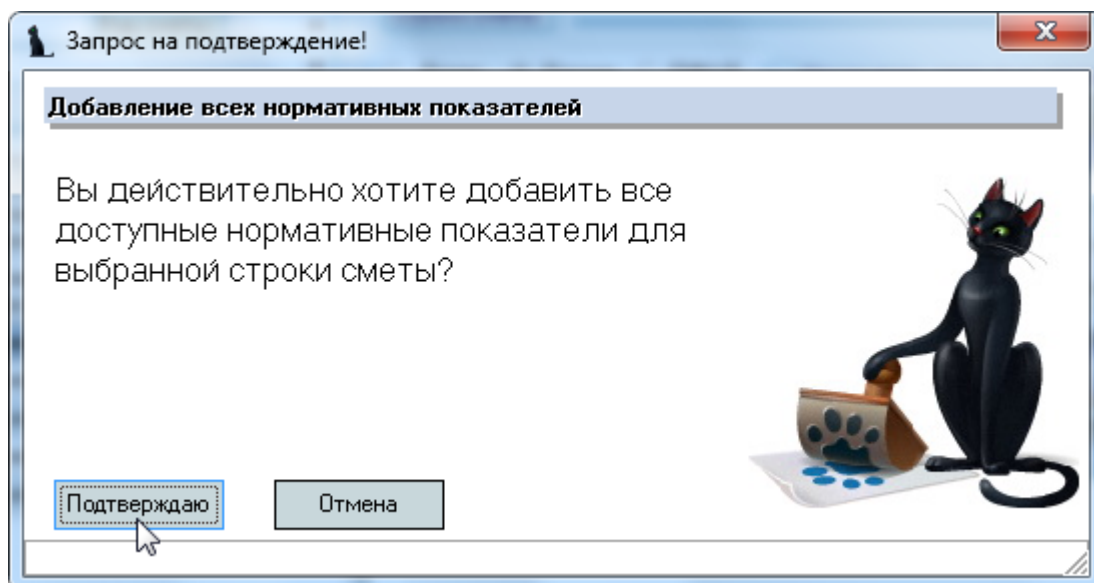 Запрос на подтверждение!
Добавление всех нормативных показателей
Вы действительно хотите добавить все
доступные нормативные показатели для
выбранной строки сметы?
Подтверждаю
Отмена